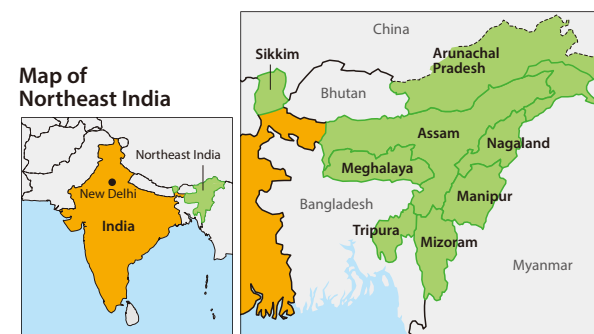 Map of
Northeast India
Northeast India
New Delhi
India
China
Sikkim
Arunachal
Pradesh
Bhutan
Assam
Nagaland
Meghalaya
Manipur
Bangladesh
Tripura
Mizoram
Myanmar